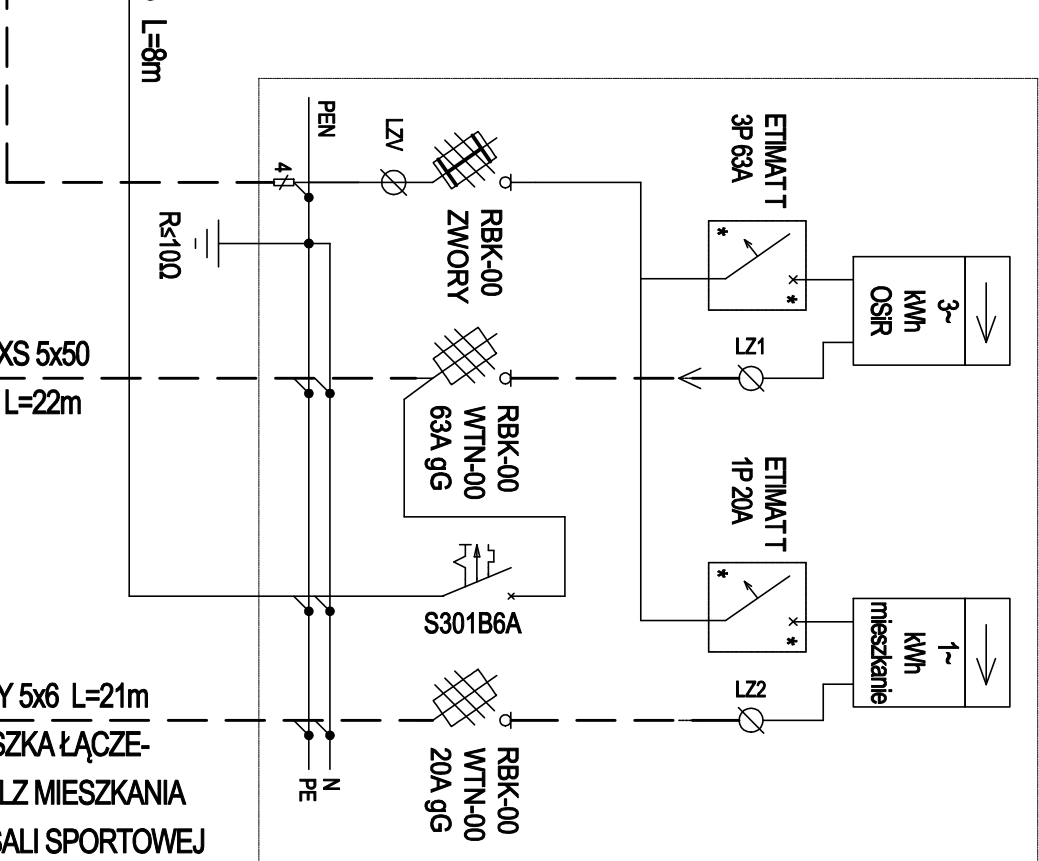 L=8m
PEN
LZV
4
R≤10Ω
RBK-00
ZWORY
ETIMAT T
3P 63A
*
*
3~
kWh
OSiR
XS 5x50
L=22m
LZ1
RBK-00
WTN-00
63A gG
ETIMAT T
1P 20A
*
*
1~
kWh
mieszkanie
S301B6A
Y 5x6 L=21m
SZKA ŁĄCZE-
LZ MIESZKANIA
SALI SPORTOWEJ
LZ2
N
PE
RBK-00
WTN-00
20A gG